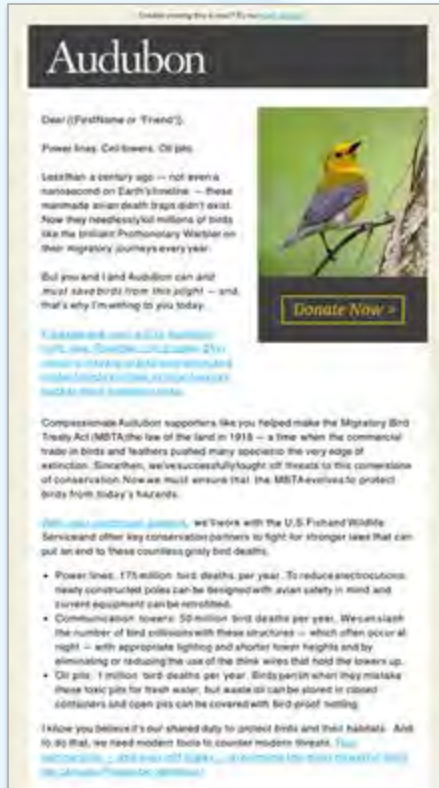 Audubon
Dear {{FirstName or 'Friend'}},
Power lines. Cell towers. Oil pits.
Less than a century ago — not even a
nanosecond on Earth's timeline — these
manmade avian death traps didn't exist.
Now they needlessly kill millions of birds
like the brilliant Prothonotary Warbler on
their migratory journeys every year.
But you and I and Audubon can and
must save birds from this plight — and
that's why I'm writing to you today.
Donate Now >
Compassionate Audubon supporters like you helped make the Migratory Bird
Treaty Act (MBTA) the law of the land in 1918 — a time when the commercial
trade in birds and feathers pushed many species to the very edge of
extinction. Since then, we've successfully fought off threats to this cornerstone
of conservation. Now we must ensure that the MBTA evolves to protect
birds from today's hazards.
we'll work with the U.S. Fish and Wildlife
Service and other key conservation partners to fight for stronger laws that can
put an end to these countless grisly bird deaths.
• Power lines: 175 million bird deaths per year. To reduce electrocutions,
newly constructed poles can be designed with avian safety in mind and
current equipment can be retrofitted.
• Communication towers: 50 million bird deaths per year. We can slash
the number of bird collisions with these structures — which often occur at
night — with appropriate lighting and shorter tower heights and by
eliminating or reducing the use of the think wires that hold the towers up.
• Oil pits: 1 million bird deaths per year. Birds perish when they mistake
these toxic pits for fresh water, but waste oil can be stored in closed
containers and open pits can be covered with bird-proof netting.
I know you believe it's our shared duty to protect birds and their habitats. And
to do that, we need modern tools to counter modern threats.